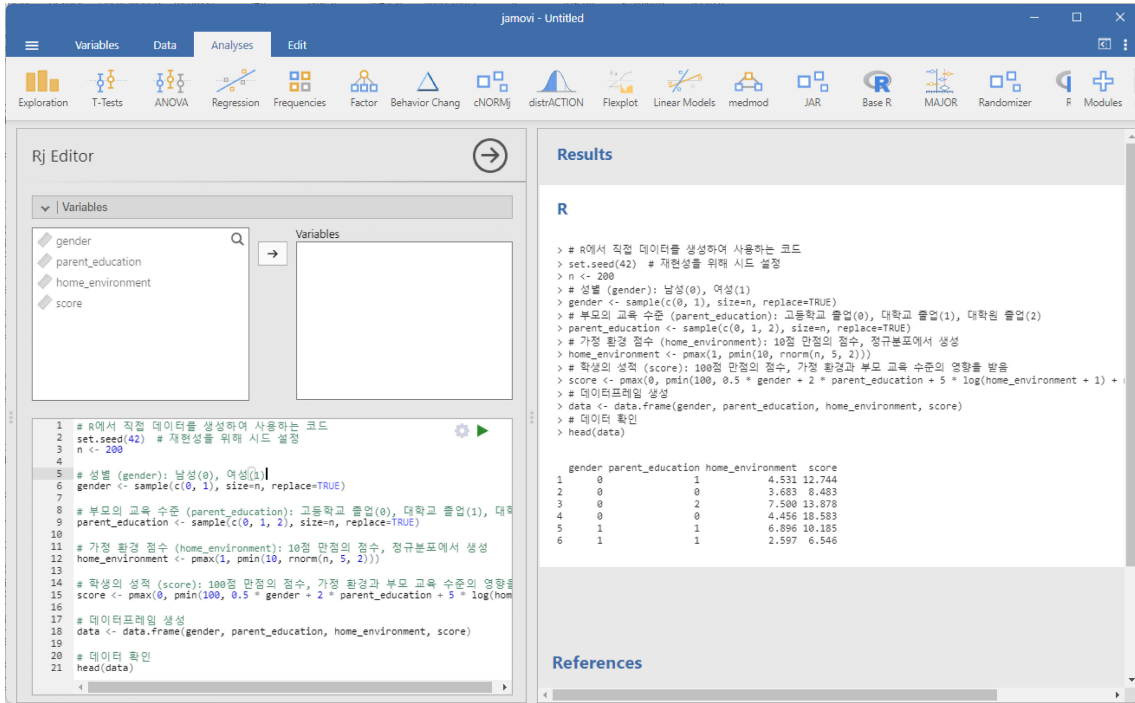 jamovi - Untitled
Variables Data Analyses Edit
Exploration T-Tests ANOVA Regression Frequencies Factor Behavior Chang cNORMj distrACTION Flexplot Linear Models medmod JAR Base R MAJOR Randomizer R Modules
Rj Editor
Variables
gender
parent_education
home_environment
score
Variables
1 # R에서 직접 데이터를 생성하여 사용하는 코드
2 set.seed(42) # 재현성을 위해 시드 설정
3 n <- 200
4
5 # 성별 (gender): 남성(0), 여성(1)
6 gender <- sample(c(0, 1), size=n, replace=TRUE)
7
8 # 부모의 교육 수준 (parent_education): 고등학교 졸업(0), 대학교 졸업(1), 대학
9 parent_education <- sample(c(0, 1, 2), size=n, replace=TRUE)
10
11 # 가정 환경 점수 (home_environment): 10점 만점의 점수, 정규분포에서 생성
12 home_environment <- pmax(1, pmin(10, rnorm(n, 5, 2)))
13
14 # 학생의 성적 (score): 100점 만점의 점수, 가정 환경과 부모 교육 수준의 영향을
15 score <- pmax(0, pmin(100, 0.5 * gender + 2 * parent_education + 5 * log(hom
16
17 # 데이터프레임 생성
18 data <- data.frame(gender, parent_education, home_environment, score)
19
20 # 데이터 확인
21 head(data)
Results
R
> # R에서 직접 데이터를 생성하여 사용하는 코드
> set.seed(42) # 재현성을 위해 시드 설정
> n <- 200
> # 성별 (gender): 남성(0), 여성(1)
> gender <- sample(c(0, 1), size=n, replace=TRUE)
> # 부모의 교육 수준 (parent_education): 고등학교 졸업(0), 대학교 졸업(1), 대학원 졸업(2)
> parent_education <- sample(c(0, 1, 2), size=n, replace=TRUE)
> # 가정 환경 점수 (home_environment): 10점 만점의 점수, 정규분포에서 생성
> home_environment <- pmax(1, pmin(10, rnorm(n, 5, 2)))
> # 학생의 성적 (score): 100점 만점의 점수, 가정 환경과 부모 교육 수준의 영향을 받음
> score <- pmax(0, pmin(100, 0.5 * gender + 2 * parent_education + 5 * log(home_environment + 1) +
> # 데이터프레임 생성
> data <- data.frame(gender, parent_education, home_environment, score)
> # 데이터 확인
> head(data)
gender parent_education home_environment score
1 0 1 4.531 12.744
2 0 0 3.683 8.483
3 0 2 7.500 13.878
4 0 0 4.456 18.583
5 1 1 6.896 10.185
6 1 1 2.597 6.546
References